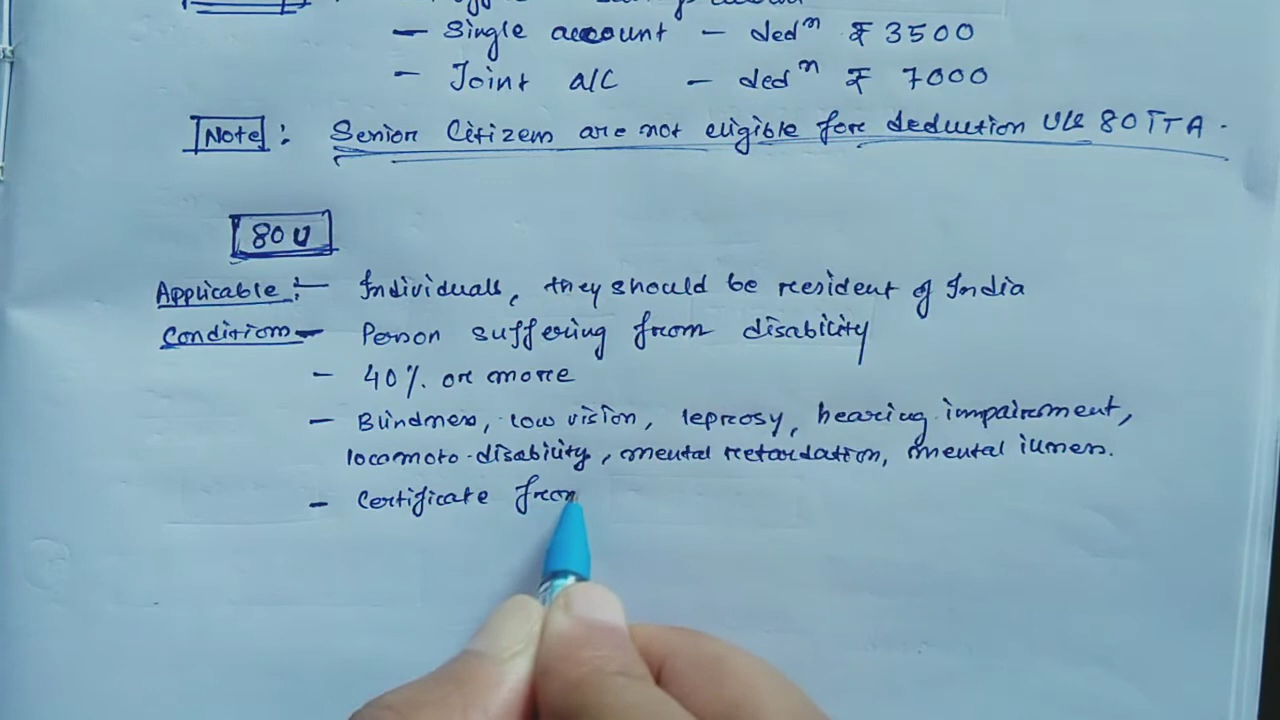 - Single account - dedn ₹ 3500
- Joint a/c - dedn ₹ 7000
Note : Senior Citizen are not eligible for deduction U/s 80TTA.
80 U
Applicable :- Individuals, they should be resident of India
Condition - Person suffering from disability
- 40% or more
- Blindness, low vision, leprosy, hearing impairement,
locomoto-disability, mental retardation, mental illness.
- Certificate from